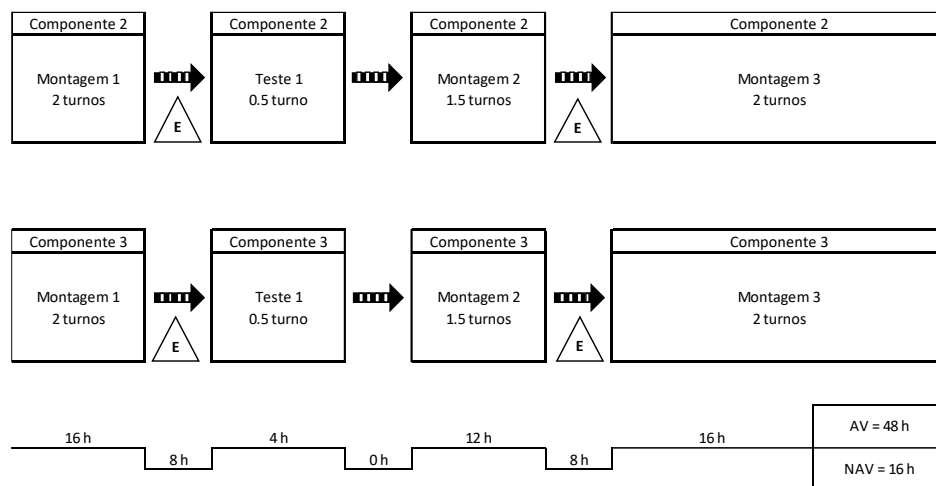 Componente 2
Componente 2
Componente 2
Componente 2
Montagem 1
2 turnos
E
Teste 1
0.5 turno
Montagem 2
1.5 turnos
E
Montagem 3
2 turnos
Componente 3
Componente 3
Componente 3
Componente 3
Montagem 1
2 turnos
E
Teste 1
0.5 turno
Montagem 2
1.5 turnos
E
Montagem 3
2 turnos
16 h
8 h
4 h
0 h
12 h
8 h
16 h
AV = 48 h
NAV = 16 h